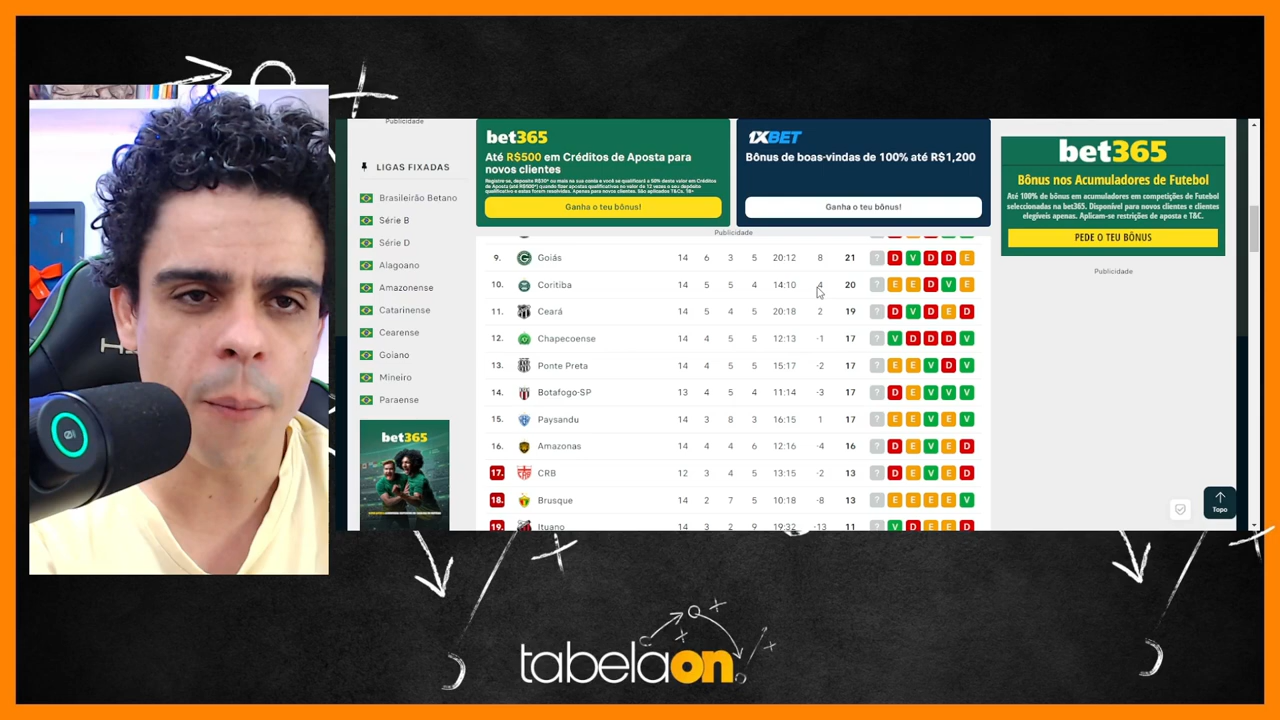 Publicidade
LIGAS FIXADAS
Brasileirão Betano
Série B
Série D
Alagoano
Amazonense
Catarinense
Cearense
Goiano
Mineiro
Paraense
bet365
bet365
Até R$500 em Créditos de Aposta para
novos clientes
Ganha o teu bônus!
1XBET
Bônus de boas-vindas de 100% até R$1,200
Ganha o teu bônus!
Publicidade
9. Goiás 14 6 3 5 20:12 8 21 ? D V D D E
10. Coritiba 14 5 5 4 14:10 4 20 ? E E D V E
11. Ceará 14 5 4 5 20:18 2 19 ? D V D E D
12. Chapecoense 14 4 5 5 12:13 -1 17 ? V D D D V
13. Ponte Preta 14 4 5 5 15:17 -2 17 ? E E V D V
14. Botafogo-SP 13 4 5 4 11:14 -3 17 ? D E V V V
15. Paysandu 14 3 8 3 16:15 1 17 ? E E V E V
16. Amazonas 14 4 4 6 12:16 -4 16 ? D E V E D
17. CRB 12 3 4 5 13:15 -2 13 ? D E V E D
18. Brusque 14 2 7 5 10:18 -8 13 ? E E E E V
19. Ituano 14 3 2 9 19:32 -13 11 ? V D E E D
bet365
Bônus nos Acumuladores de Futebol
Até 100% de bônus em acumuladores em competições de Futebol
seleccionadas na bet365. Disponível para novos clientes e clientes
elegíveis apenas. Aplicam-se restrições de aposta e T&C.
PEDE O TEU BÔNUS
Publicidade
Topo
tabelaon